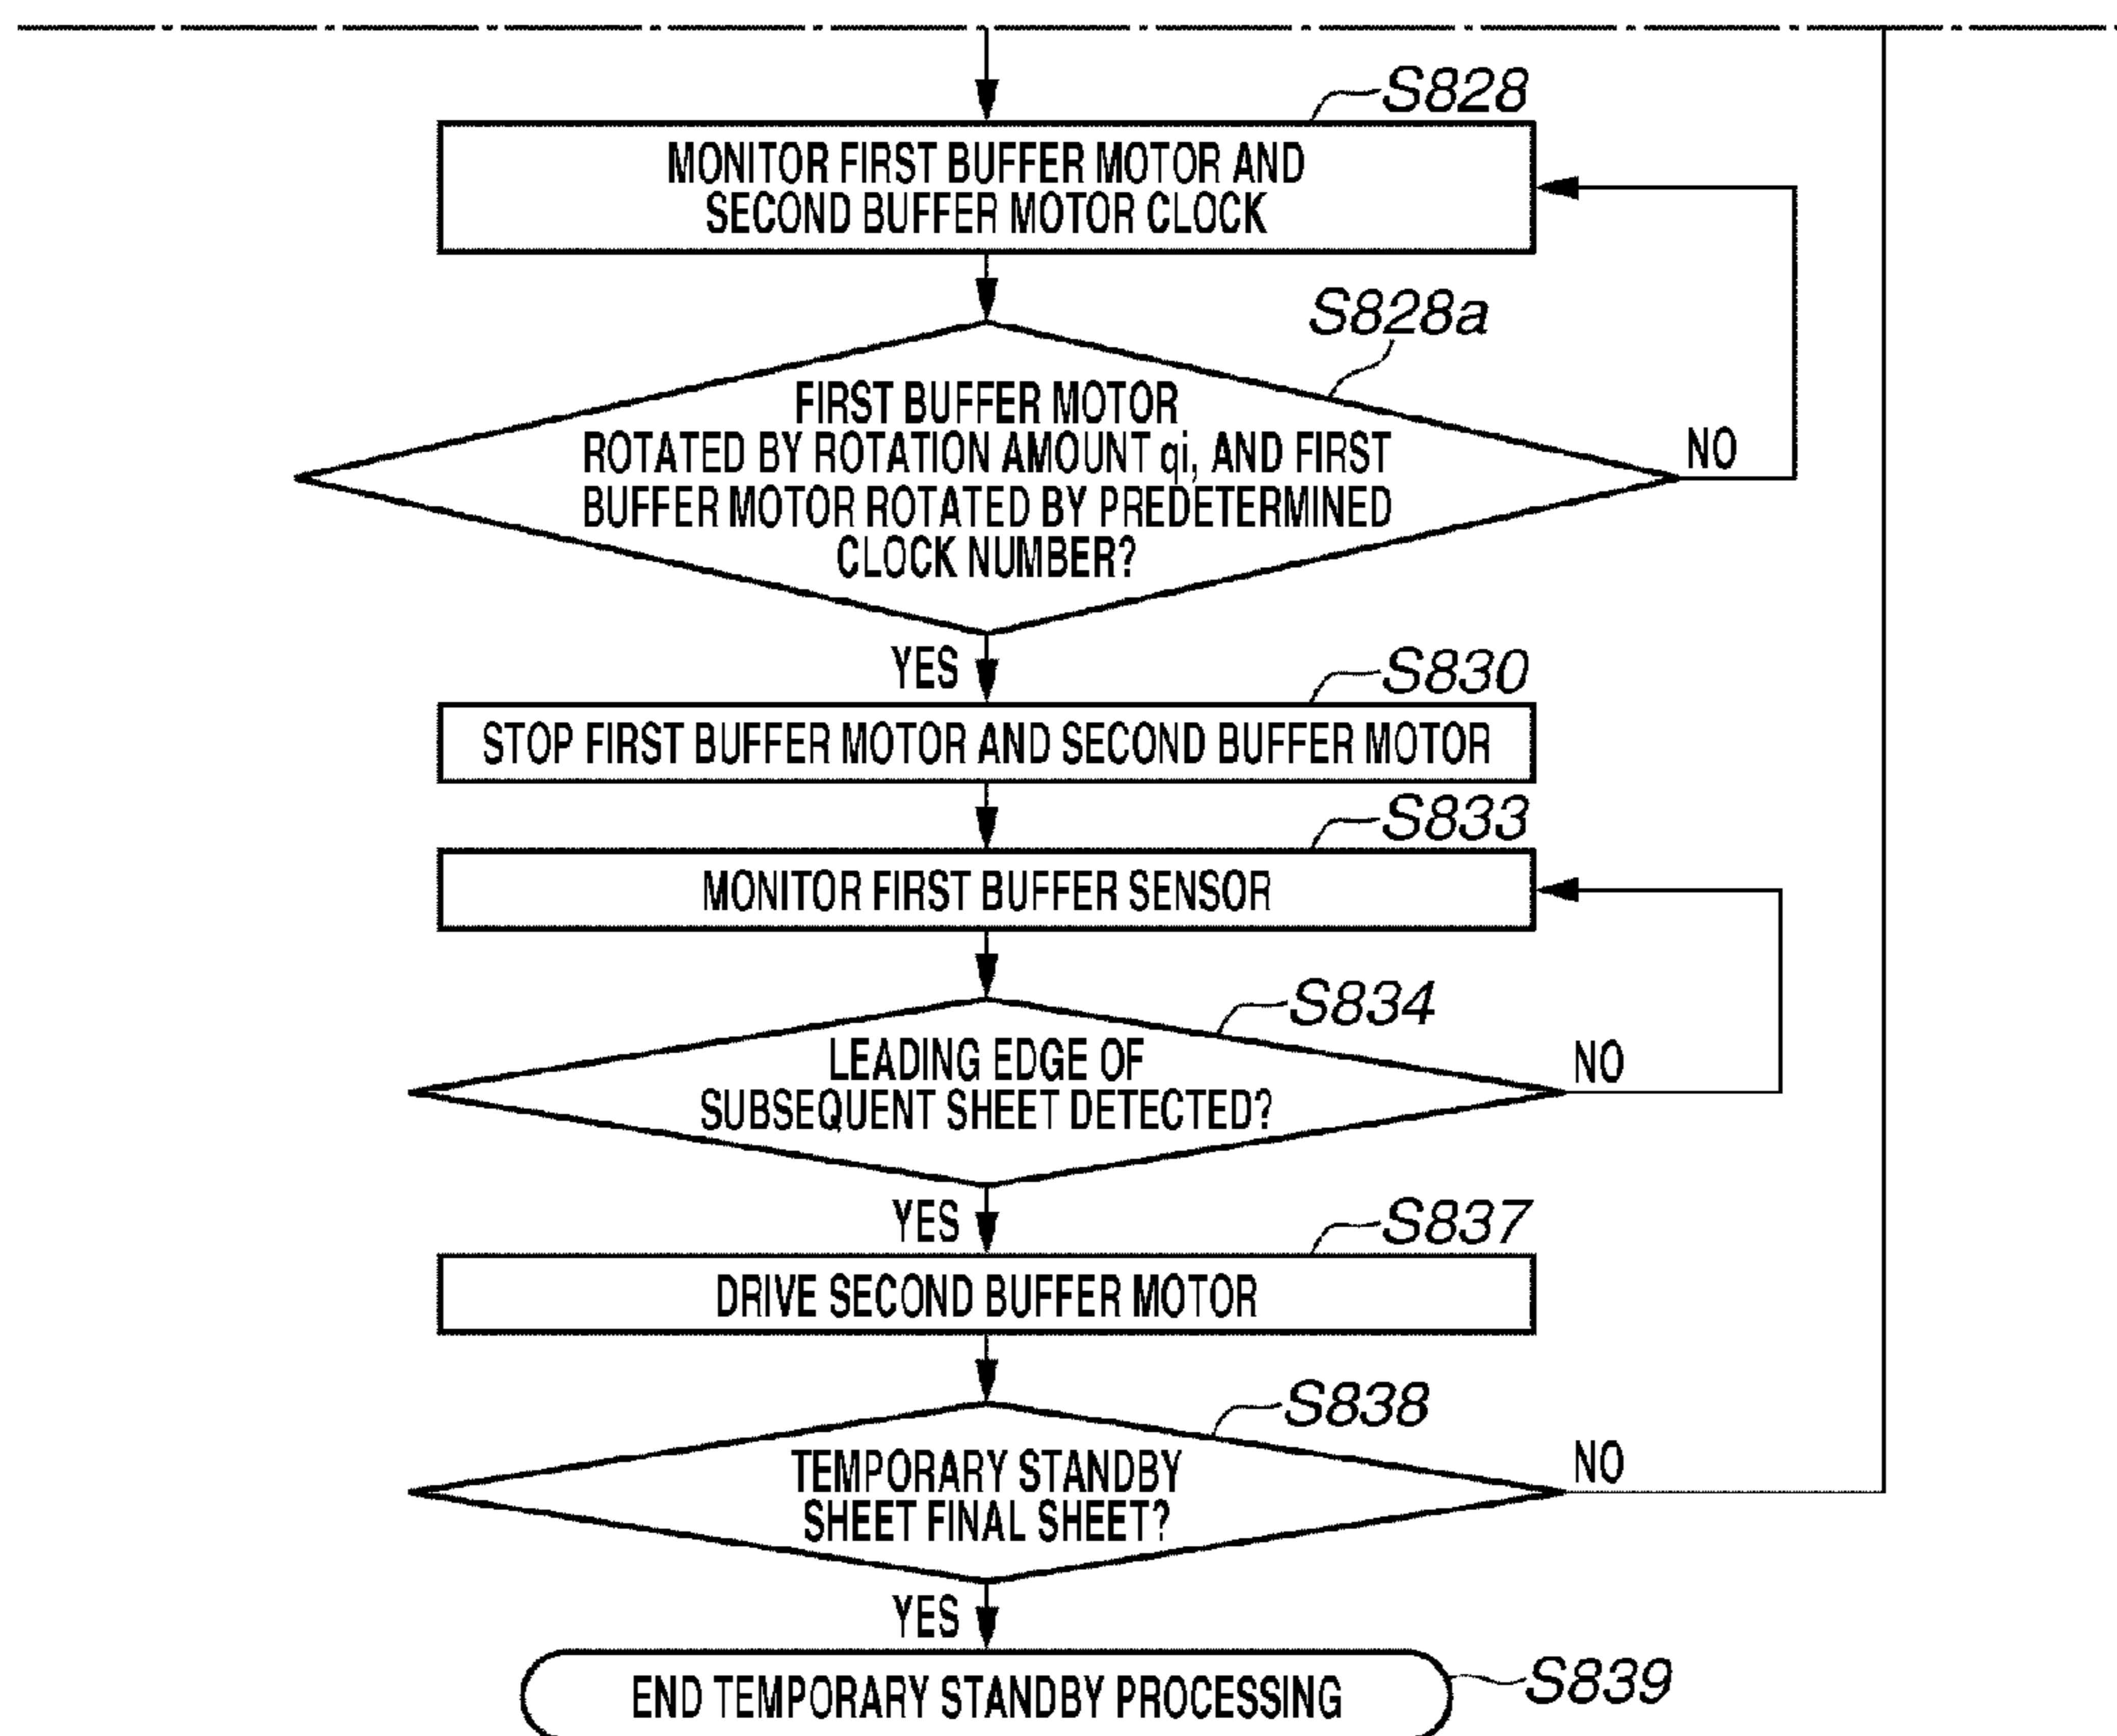 S828
MONITOR FIRST BUFFER MOTOR AND
SECOND BUFFER MOTOR CLOCK
S828a
FIRST BUFFER MOTOR
ROTATED BY ROTATION AMOUNT qi, AND FIRST
BUFFER MOTOR ROTATED BY PREDETERMINED
CLOCK NUMBER?
NO
YES
S830
STOP FIRST BUFFER MOTOR AND SECOND BUFFER MOTOR
S833
MONITOR FIRST BUFFER SENSOR
S834
LEADING EDGE OF
SUBSEQUENT SHEET DETECTED?
NO
YES
S837
DRIVE SECOND BUFFER MOTOR
S838
TEMPORARY STANDBY
SHEET FINAL SHEET?
NO
YES
END TEMPORARY STANDBY PROCESSING
S839